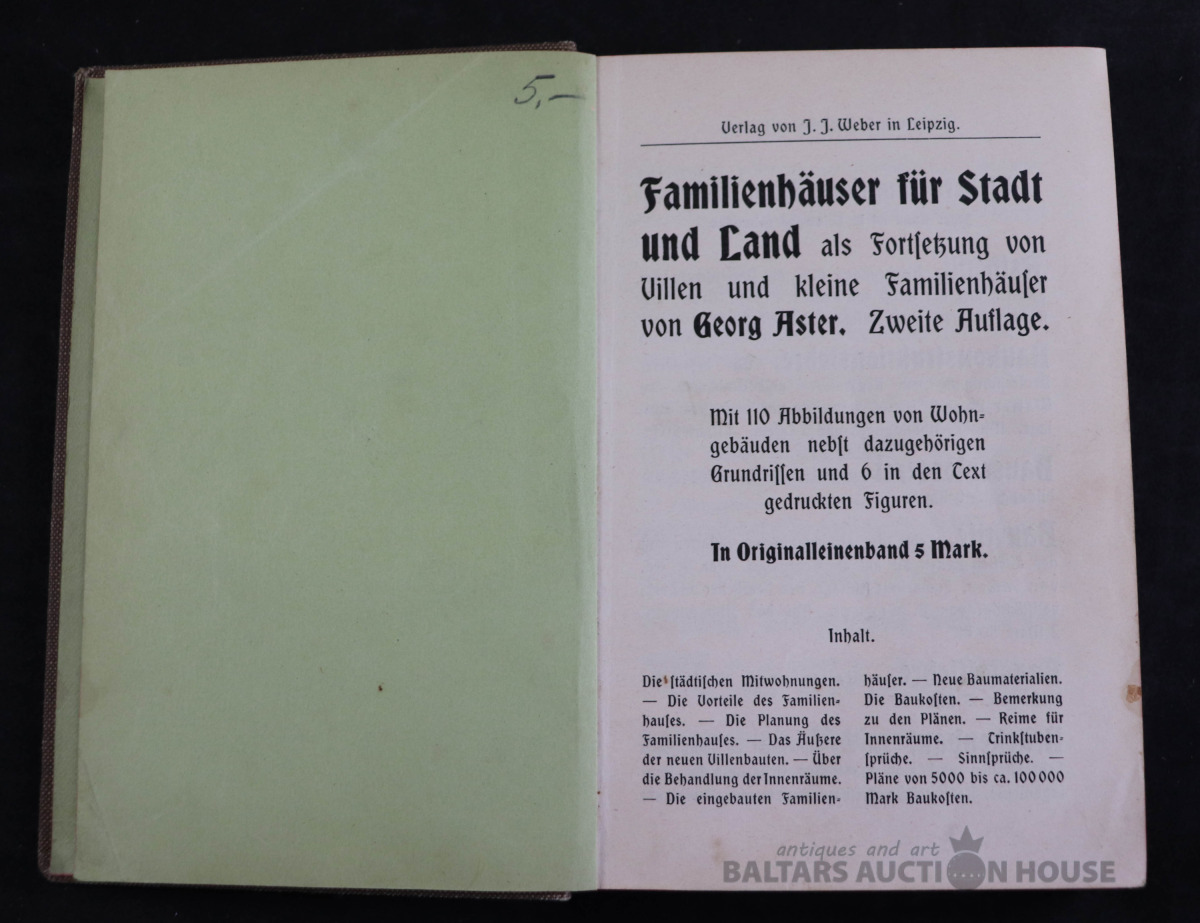 5,—
Verlag von J. J. Weber in Leipzig.
Familienhäuser für Stadt
und Land als Fortſetzung von
Villen und kleine Familienhäuſer
von Georg Aster. Zweite Auflage.
Mit 110 Abbildungen von Wohn-
gebäuden nebſt dazugehörigen
Grundriſſen und 6 in den Text
gedruckten Figuren.
In Originalleinenband 5 Mark.
Inhalt.
Die ſtädtiſchen Mitwohnungen.
— Die Vorteile des Familien-
hauſes. — Die Planung des
Familienhauſes. — Das Äußere
der neuen Villenbauten. — Über
die Behandlung der Innenräume.
— Die eingebauten Familien-
häuſer. — Neue Baumaterialien.
Die Baukoſten. — Bemerkung
zu den Plänen. — Reime für
Innenräume. — Trinkſtuben-
ſprüche. — Sinnſprüche. —
Pläne von 5000 bis ca. 100000
Mark Baukoſten.
antiques and art
BALTARS AUCTION HOUSE